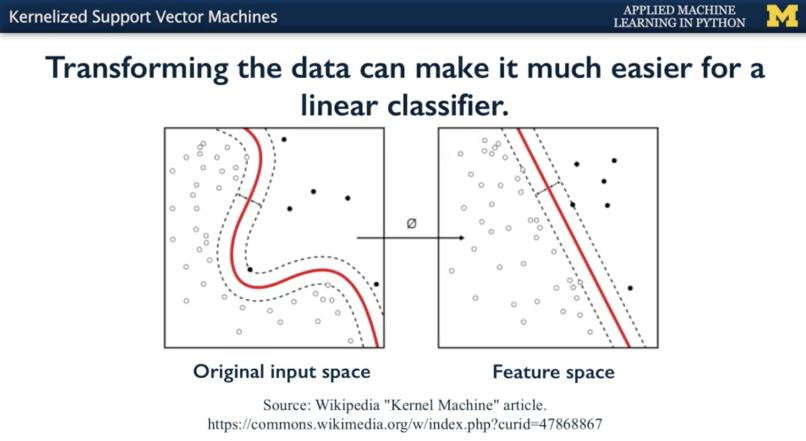 Kernelized Support Vector Machines
APPLIED MACHINE
LEARNING IN PYTHON
M
Transforming the data can make it much easier for a
linear classifier.
Ø
Original input space
Feature space
Source: Wikipedia "Kernel Machine" article.
https://commons.wikimedia.org/w/index.php?curid=47868867